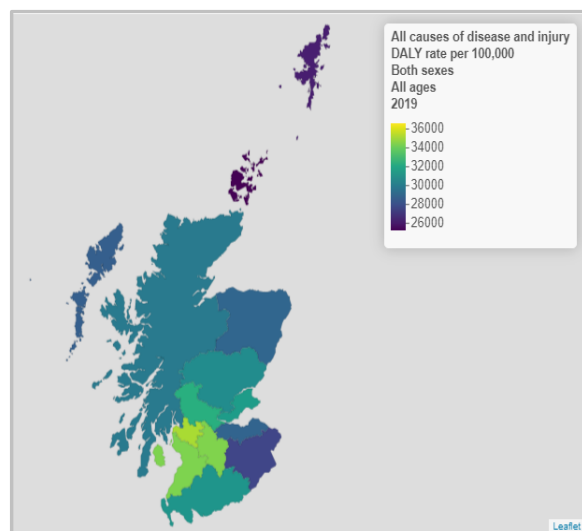 All causes of disease and injury
DALY rate per 100,000
Both sexes
All ages
2019
36000
34000
32000
30000
28000
26000
Leaflet